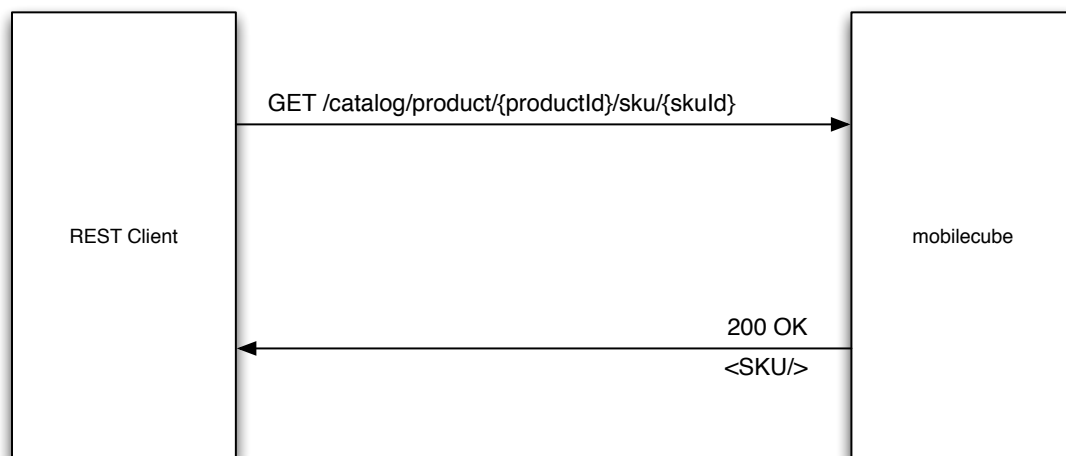 GET /catalog/product/{productId}/sku/{skuId}
REST Client
mobilecube
200 OK
<SKU/>